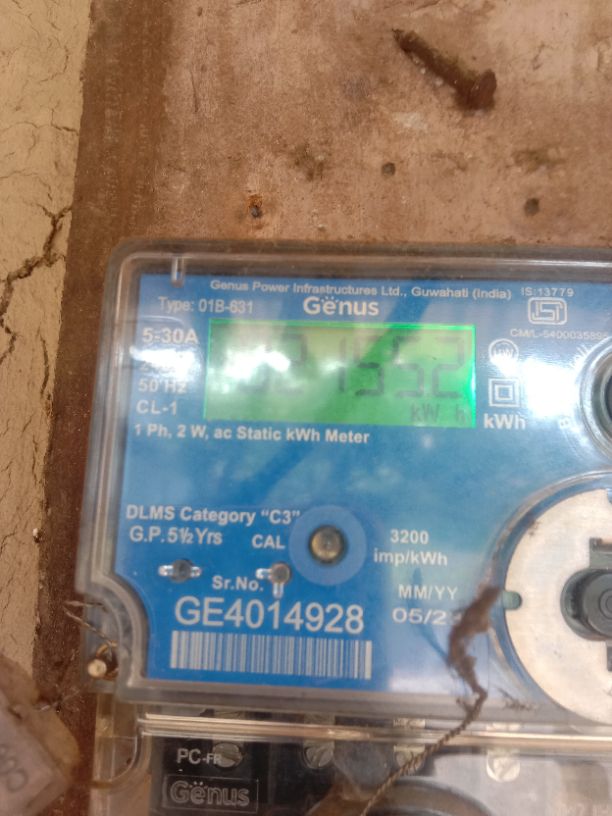 Genus Power Infrastructures Ltd., Guwahati (India) IS:13779
Type: 01B-631
Genus
5-30A
50 Hz
CL-1
021552
kW h
kWh
1 Ph, 2 W, ac Static kWh Meter
DLMS Category "C3"
G.P. 5½ Yrs
CAL
3200
imp/kWh
Sr.No.
MM/YY
GE4014928
PC-FR
Genus